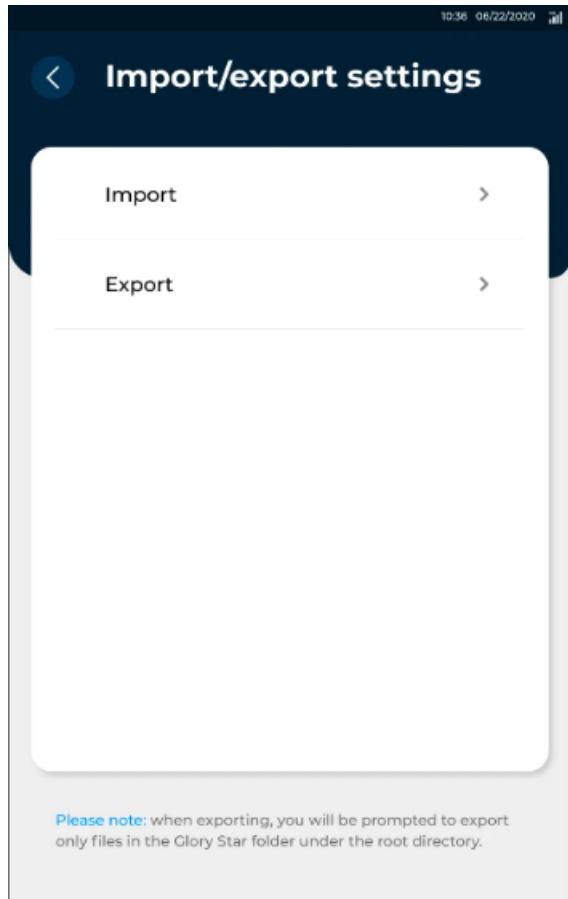 10:36 06/22/2020
Import/export settings
Import
Export
Please note: when exporting, you will be prompted to export
only files in the Glory Star folder under the root directory.